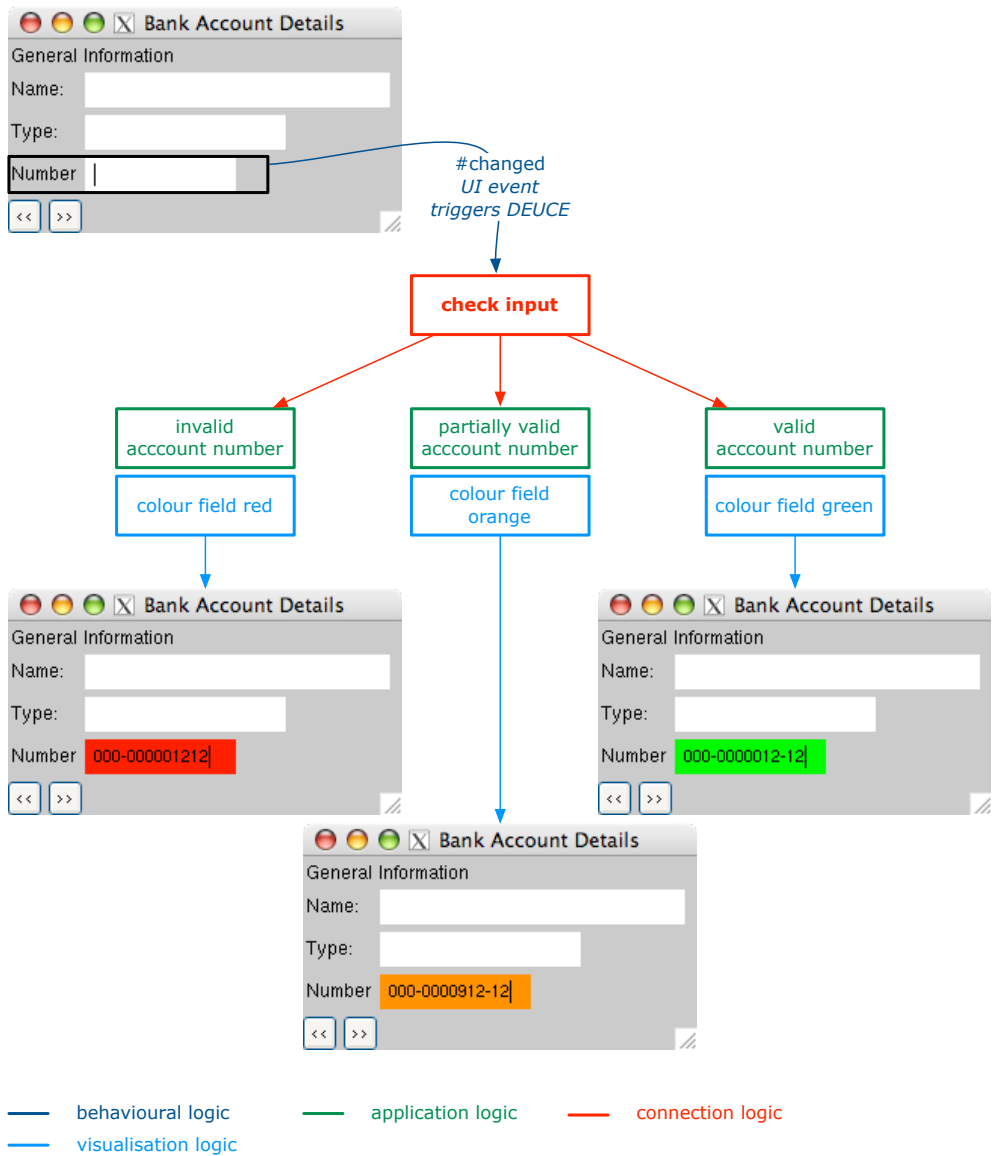 X Bank Account Details
General Information
Name:
Type:
Number
<< >>
#changed
UI event
triggers DEUCE
check input
invalid
acccount number
partially valid
acccount number
valid
acccount number
colour field red
colour field
orange
colour field green
X Bank Account Details
General Information
Name:
Type:
Number 000-000001212
<< >>
X Bank Account Details
General Information
Name:
Type:
Number 000-0000012-12
<< >>
X Bank Account Details
General Information
Name:
Type:
Number 000-0000912-12
<< >>
behavioural logic
application logic
connection logic
visualisation logic